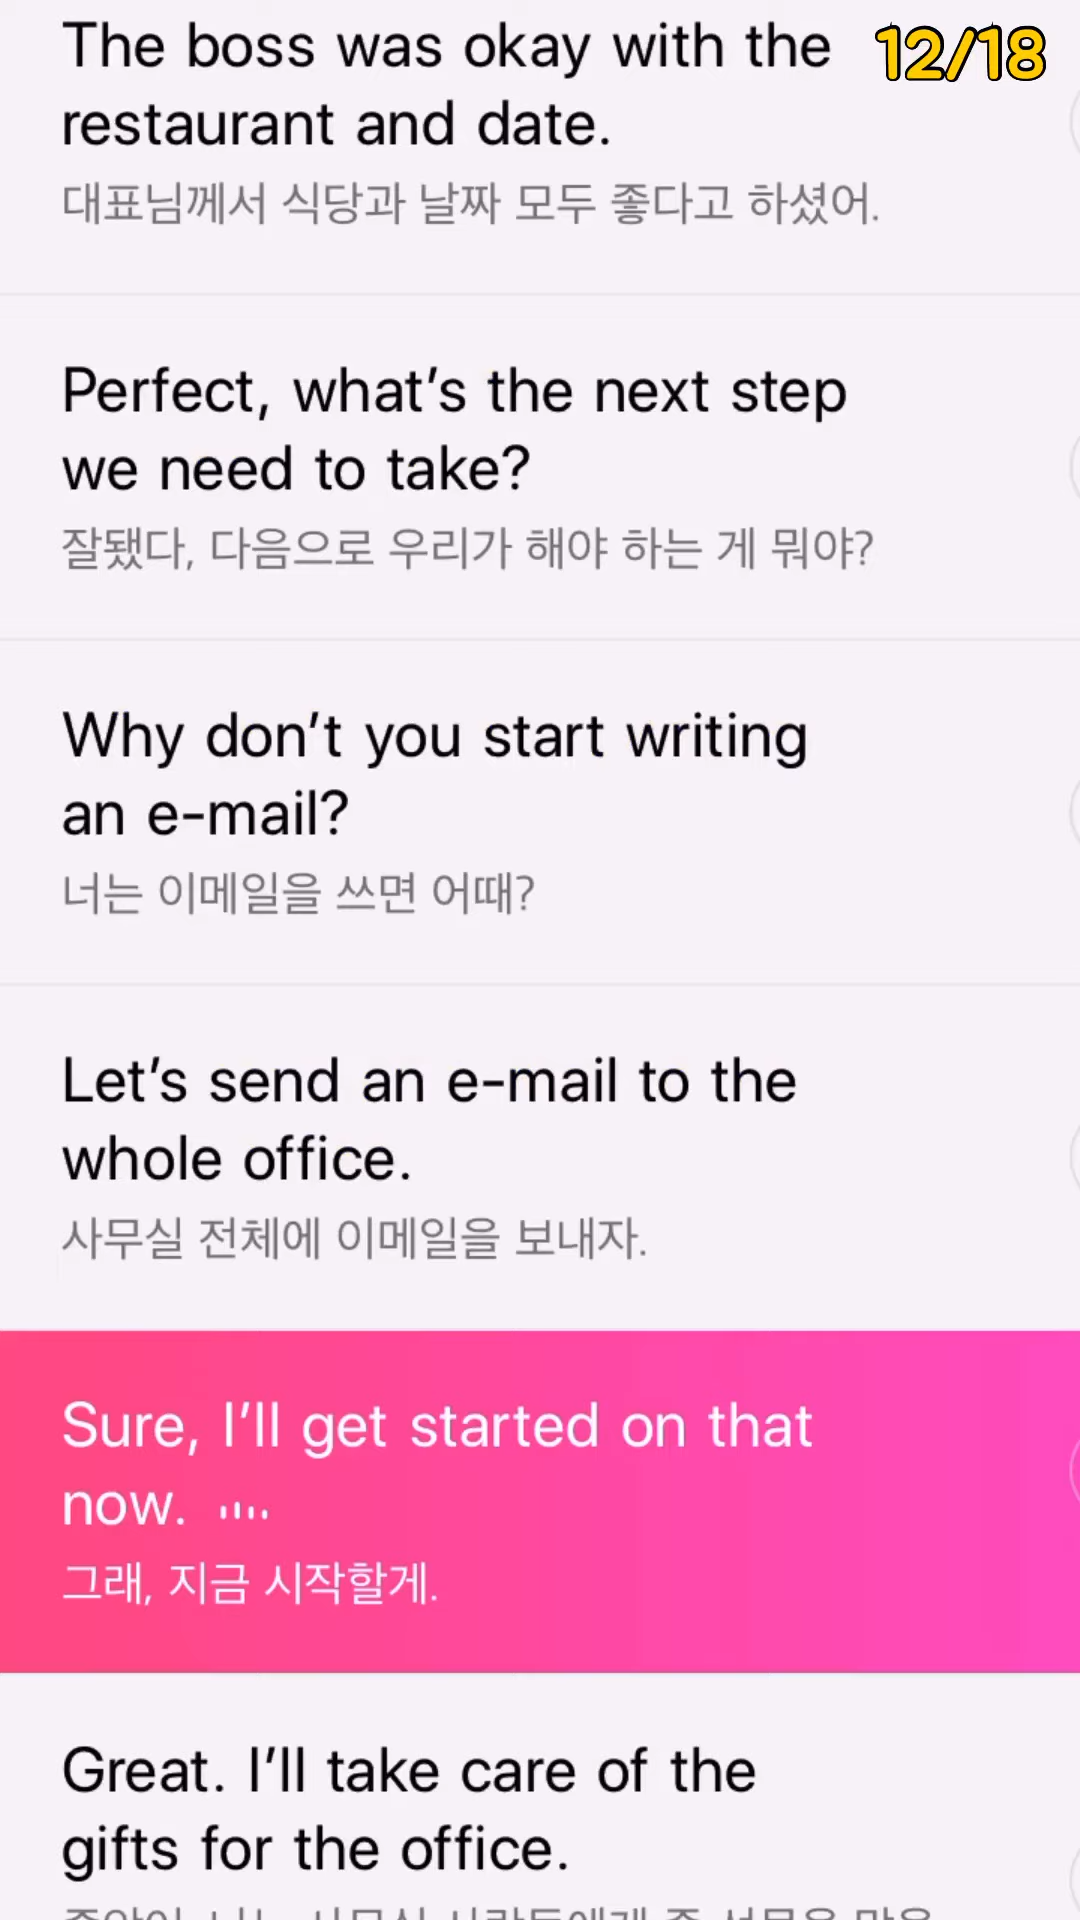 The boss was okay with the
12/18
restaurant and date.
대표님께서 식당과 날짜 모두 좋다고 하셨어.
Perfect, what’s the next step
we need to take?
잘됐다, 다음으로 우리가 해야 하는 게 뭐야?
Why don’t you start writing
an e-mail?
너는 이메일을 쓰면 어때?
Let’s send an e-mail to the
whole office.
사무실 전체에 이메일을 보내자.
Sure, I’ll get started on that
now.
그래, 지금 시작할게.
Great. I’ll take care of the
gifts for the office.